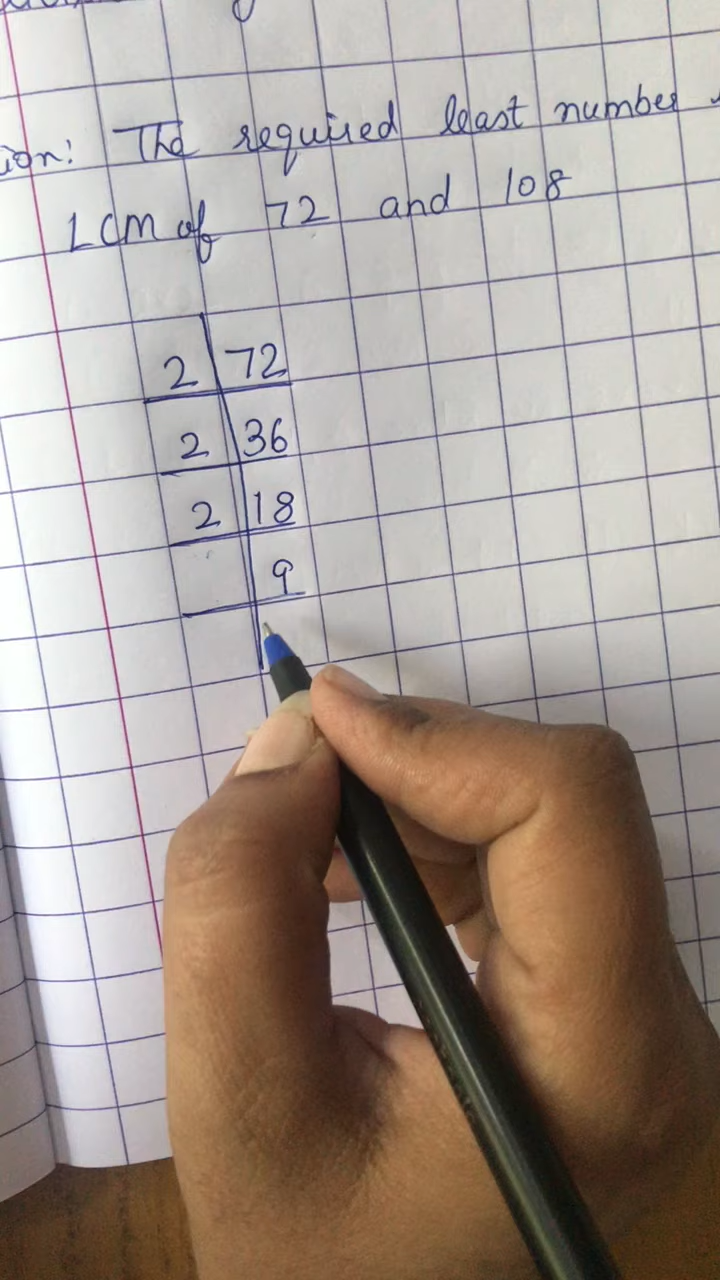 ion: The required least number
LCM of 72 and 108
2 72
2 36
2 18
9